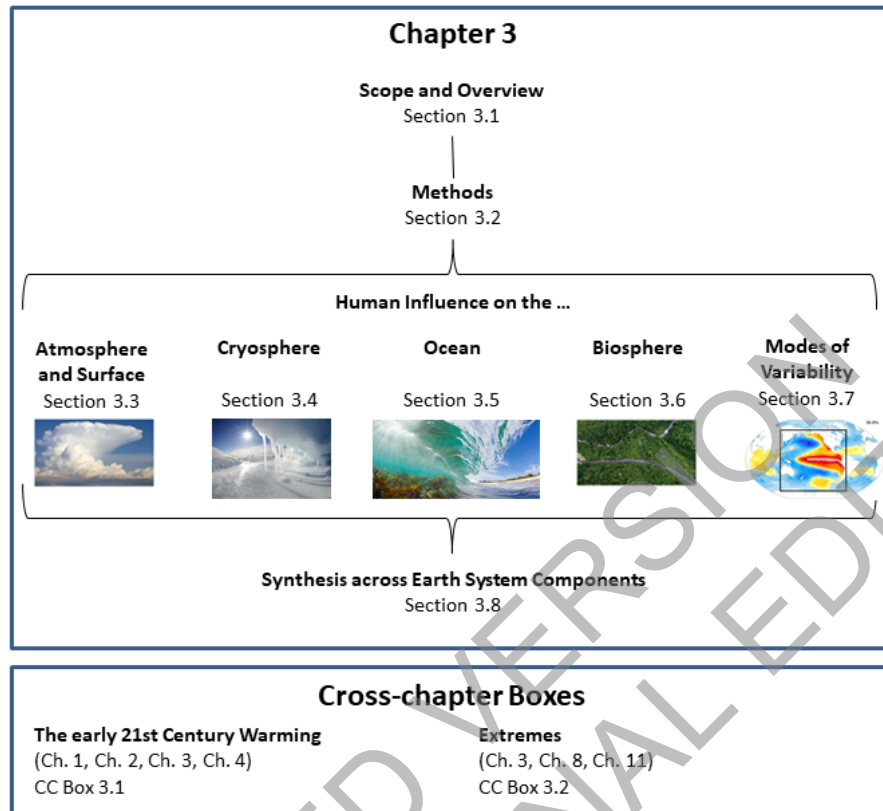 Chapter 3
Scope and Overview
Section 3.1
Methods
Section 3.2
Human Influence on the ...
Atmosphere
and Surface
Section 3.3
Cryosphere
Section 3.4
Ocean
Section 3.5
Biosphere
Section 3.6
Modes of
Variability
Section 3.7
Synthesis across Earth System Components
Section 3.8
Cross-chapter Boxes
The early 21st Century Warming
(Ch. 1, Ch. 2, Ch. 3, Ch. 4)
CC Box 3.1
Extremes
(Ch. 3, Ch. 8, Ch. 11)
CC Box 3.2
VERSION